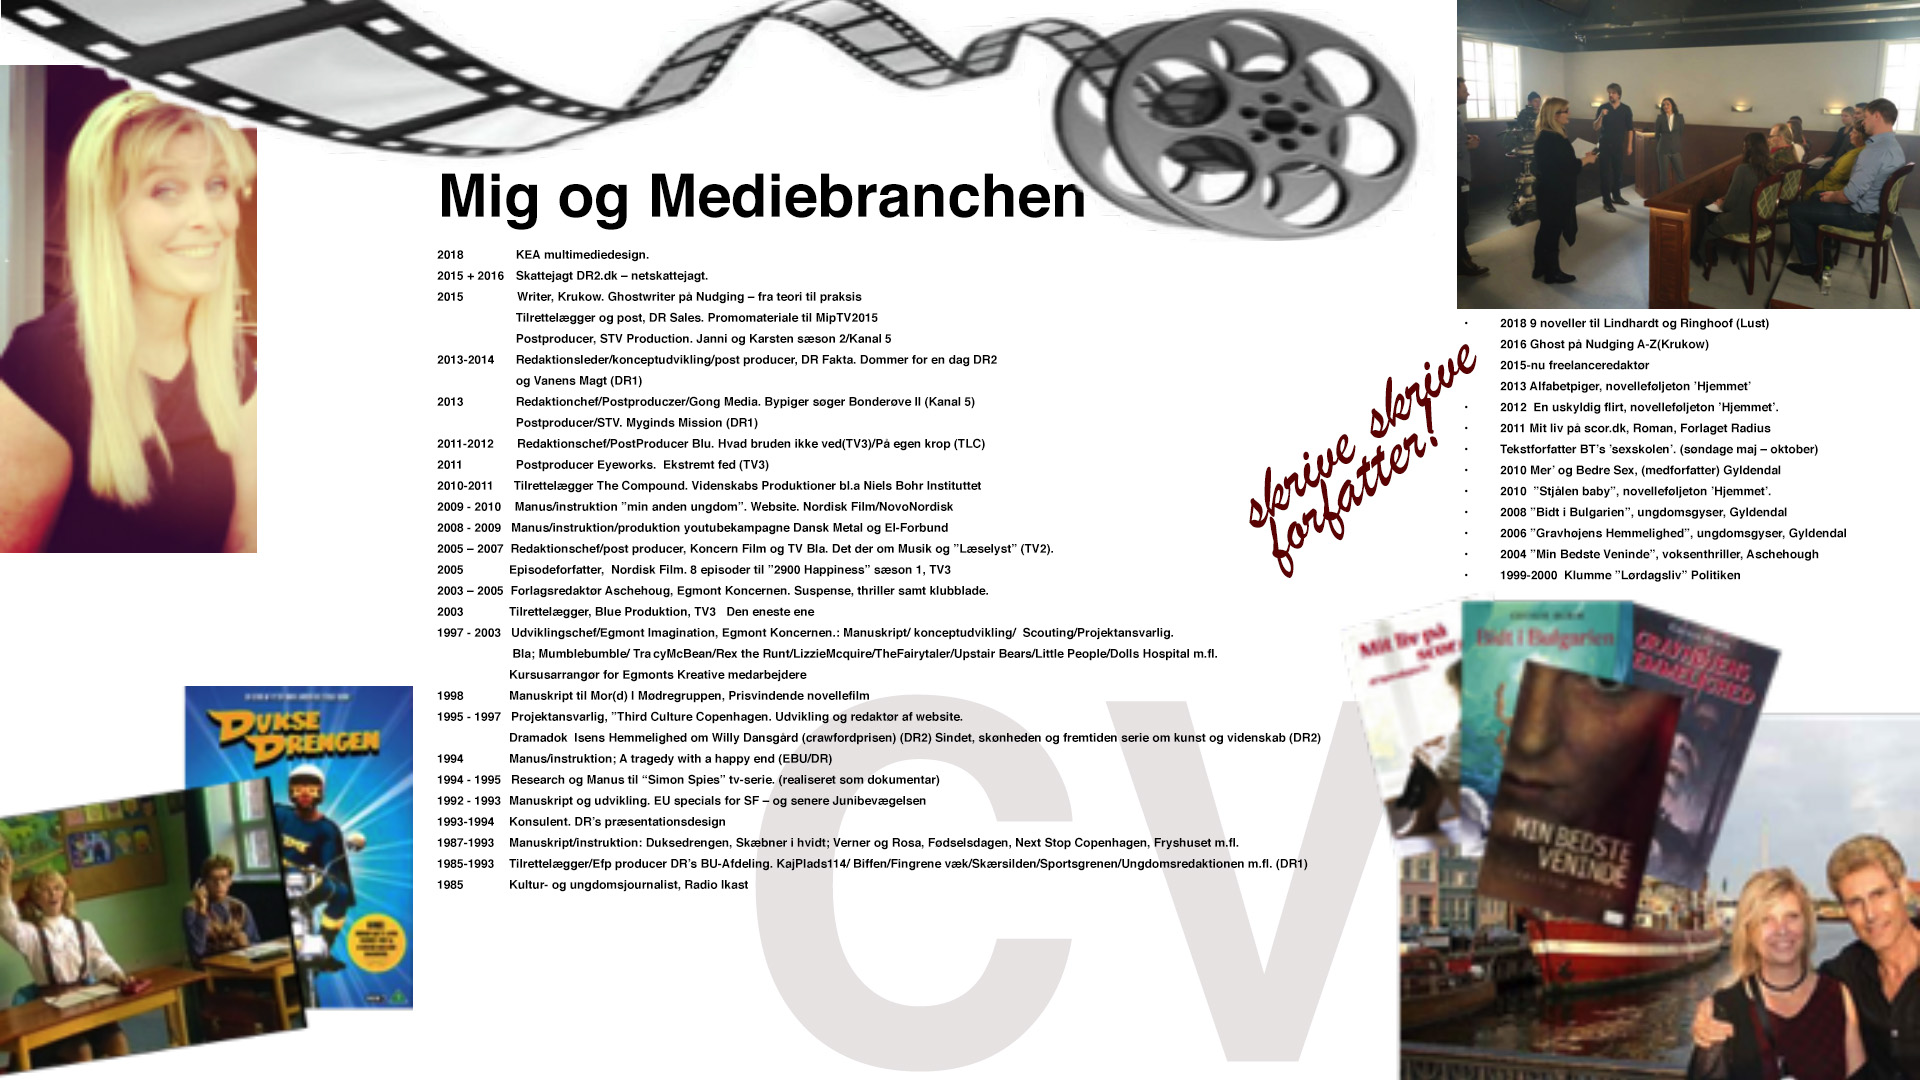 Mig og Mediebranchen
2018 KEA multimediedesign.
2015 + 2016 Skattejagt DR2.dk – netskattejagt.
2015 Writer, Krukow. Ghostwriter på Nudging – fra teori til praksis
Tilrettelægger og post, DR Sales. Promomateriale til MipTV2015
Postproducer, STV Production. Janni og Karsten sæson 2/Kanal 5
2013-2014 Redaktionsleder/konceptudvikling/post producer, DR Fakta. Dommer for en dag DR2
og Vanens Magt (DR1)
2013 Redaktionchef/Postproduczer/Gong Media. Bypiger søger Bonderøve II (Kanal 5)
Postproducer/STV. Myginds Mission (DR1)
2011-2012 Redaktionschef/PostProducer Blu. Hvad bruden ikke ved(TV3)/På egen krop (TLC)
2011 Postproducer Eyeworks. Ekstremt fed (TV3)
2010-2011 Tilrettelægger The Compound. Videnskabs Produktioner bl.a Niels Bohr Instituttet
2009 - 2010 Manus/instruktion ”min anden ungdom”. Website. Nordisk Film/NovoNordisk
2008 - 2009 Manus/instruktion/produktion youtubekampagne Dansk Metal og El-Forbund
2005 – 2007 Redaktionschef/post producer, Koncern Film og TV Bla. Det der om Musik og ”Læselyst” (TV2).
2005 Episodeforfatter, Nordisk Film. 8 episoder til ”2900 Happiness” sæson 1, TV3
2003 – 2005 Forlagsredaktør Aschehoug, Egmont Koncernen. Suspense, thriller samt klubblade.
2003 Tilrettelægger, Blue Produktion, TV3 Den eneste ene
1997 - 2003 Udviklingschef/Egmont Imagination, Egmont Koncernen.: Manuskript/ konceptudvikling/ Scouting/Projektansvarlig.
Bla; Mumblebumble/ TracyMcBean/Rex the Runt/LizzieMcquire/TheFairytaler/Upstair Bears/Little People/Dolls Hospital m.fl.
Kursusarrangør for Egmonts Kreative medarbejdere
1998 Manuskript til Mor(d) I Mødregruppen, Prisvindende novellefilm
1995 - 1997 Projektansvarlig, ”Third Culture Copenhagen. Udvikling og redaktør af website.
Dramadok Isens Hemmelighed om Willy Dansgård (crawfordprisen) (DR2) Sindet, skønheden og fremtiden serie om kunst og videnskab (DR2)
1994 Manus/instruktion; A tragedy with a happy end (EBU/DR)
1994 - 1995 Research og Manus til “Simon Spies” tv-serie. (realiseret som dokumentar)
1992 - 1993 Manuskript og udvikling. EU specials for SF – og senere Junibevægelsen
1993-1994 Konsulent. DR’s præsentationsdesign
1987-1993 Manuskript/instruktion: Duksedrengen, Skæbner i hvidt; Verner og Rosa, Fødselsdagen, Next Stop Copenhagen, Fryshuset m.fl.
1985-1993 Tilrettelægger/Efp producer DR’s BU-Afdeling. KajPlads114/ Biffen/Fingrene væk/Skærsilden/Sportsgrenen/Ungdomsredaktionen m.fl. (DR1)
1985 Kultur- og ungdomsjournalist, Radio Ikast
CV
skrive skrive
forfatter!
· 2018 9 noveller til Lindhardt og Ringhoof (Lust)
2016 Ghost på Nudging A-Z(Krukow)
2015-nu freelanceredaktør
2013 Alfabetpiger, novelleføljeton ’Hjemmet’
· 2012 En uskyldig flirt, novelleføljeton ’Hjemmet’.
· 2011 Mit liv på scor.dk, Roman, Forlaget Radius
· Tekstforfatter BT’s ’sexskolen’. (søndage maj – oktober)
· 2010 Mer’ og Bedre Sex, (medforfatter) Gyldendal
· 2010 ”Stjålen baby”, novelleføljeton ’Hjemmet’.
· 2008 ”Bidt i Bulgarien”, ungdomsgyser, Gyldendal
· 2006 ”Gravhøjens Hemmelighed”, ungdomsgyser, Gyldendal
· 2004 ”Min Bedste Veninde”, voksenthriller, Aschehough
· 1999-2000 Klumme ”Lørdagsliv” Politiken
DUKSE
DRENGEN
Mit liv på
scor
Bidt i Bulgarien
GRAVHØJENS
EMMELIGHED
MIN BEDSTE
VENINDE